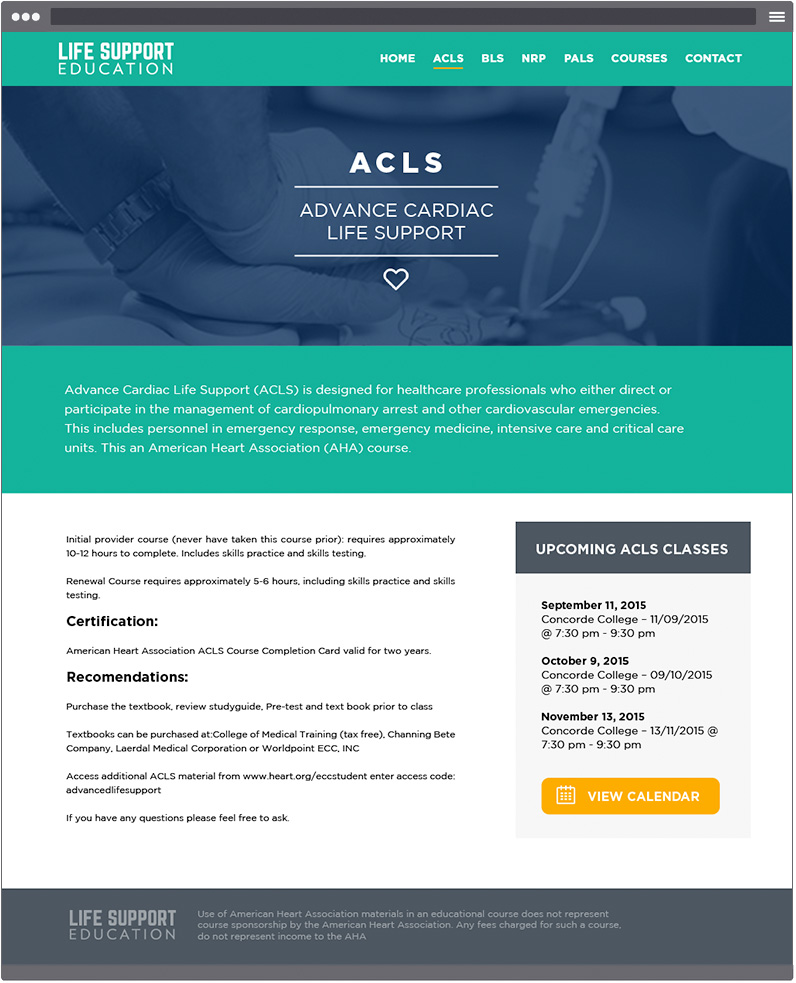 LIFE SUPPORT
EDUCATION
HOME ACLS BLS NRP PALS COURSES CONTACT
ACLS
ADVANCE CARDIAC
LIFE SUPPORT
Advance Cardiac Life Support (ACLS) is designed for healthcare professionals who either direct or
participate in the management of cardiopulmonary arrest and other cardiovascular emergencies.
This includes personnel in emergency response, emergency medicine, intensive care and critical care
units. This an American Heart Association (AHA) course.
Initial provider course (never have taken this course prior): requires approximately
10-12 hours to complete. Includes skills practice and skills testing.
Renewal Course requires approximately 5-6 hours, including skills practice and skills
testing.
Certification:
American Heart Association ACLS Course Completion Card valid for two years.
Recomendations:
Purchase the textbook, review studyguide, Pre-test and text book prior to class
Textbooks can be purchased at:College of Medical Training (tax free), Channing Bete
Company, Laerdal Medical Corporation or Worldpoint ECC, INC
Access additional ACLS material from www.heart.org/eccstudent enter access code:
advancedlifesupport
If you have any questions please feel free to ask.
UPCOMING ACLS CLASSES
September 11, 2015
Concorde College – 11/09/2015
@ 7:30 pm - 9:30 pm
October 9, 2015
Concorde College – 09/10/2015
@ 7:30 pm - 9:30 pm
November 13, 2015
Concorde College – 13/11/2015 @
7:30 pm - 9:30 pm
VIEW CALENDAR
LIFE SUPPORT
EDUCATION
Use of American Heart Association materials in an educational course does not represent
course sponsorship by the American Heart Association. Any fees charged for such a course,
do not represent income to the AHA